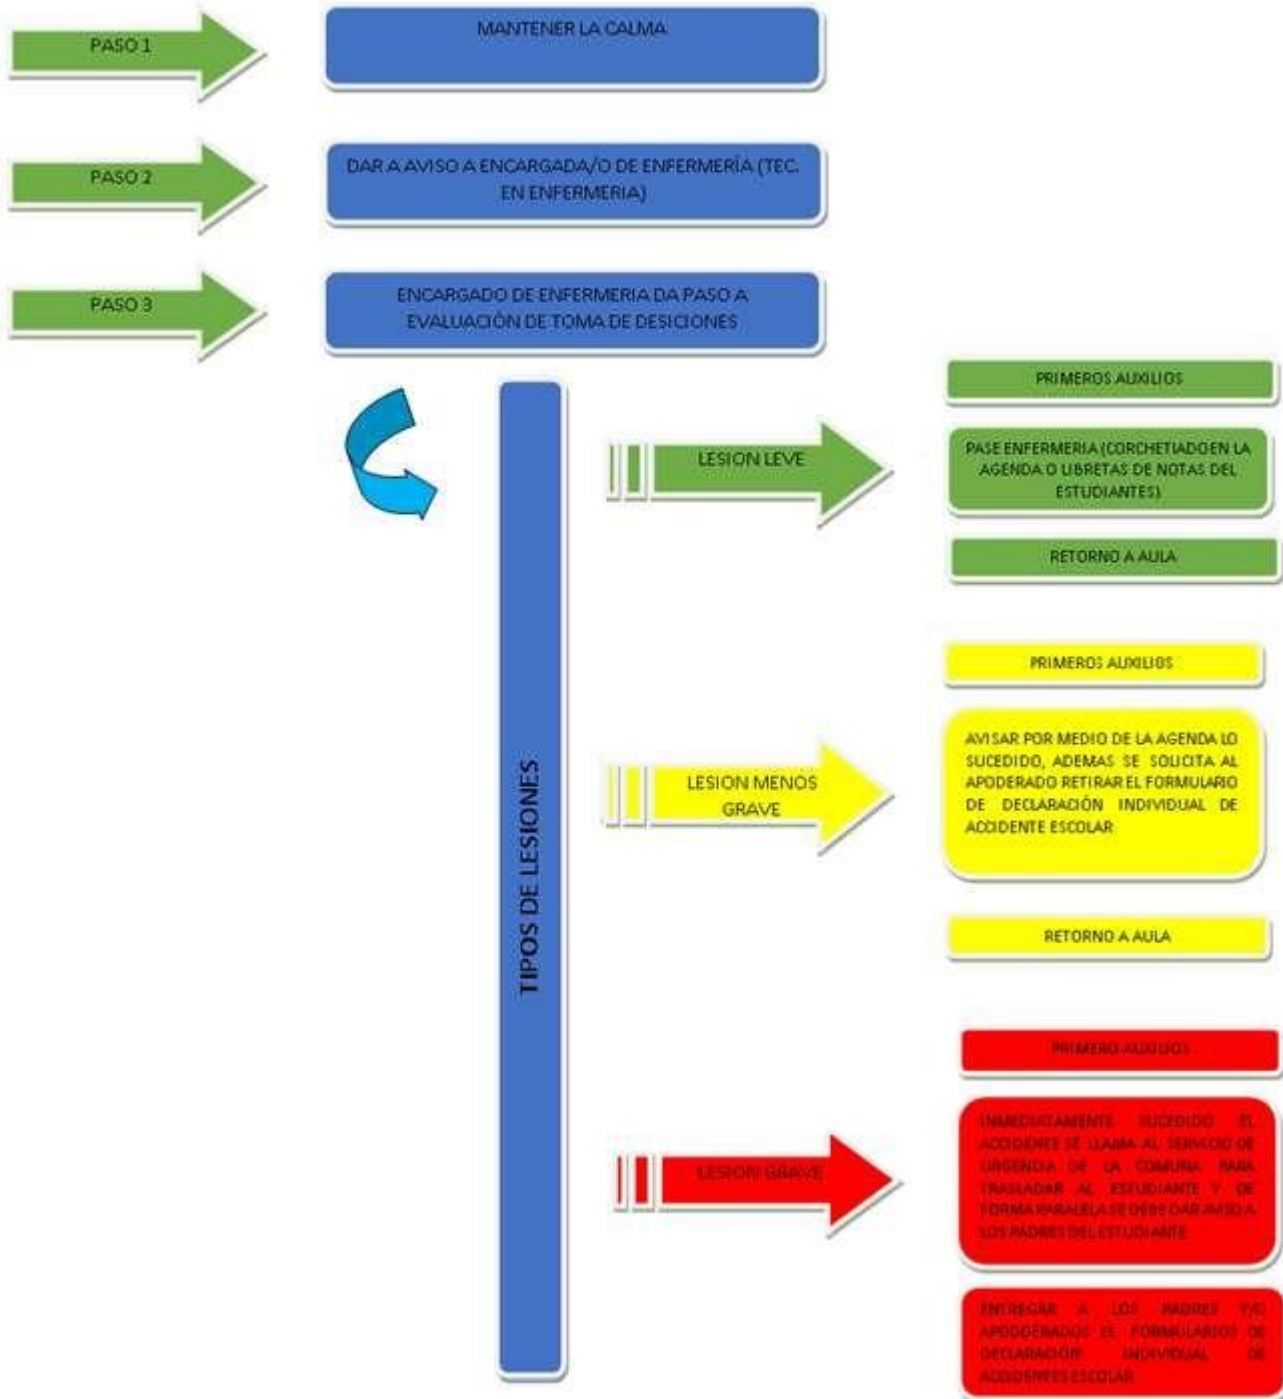 PASO 1
MANTENER LA CALMA
PASO 2
DAR A AVISO A ENCARGADA/O DE ENFERMERÍA (TEC.
EN ENFERMERIA)
PASO 3
ENCARGADO DE ENFERMERIA DA PASO A
EVALUACIÓN DE TOMA DE DESICIONES
TIPOS DE LESIONES
LESION LEVE
PRIMEROS AUXILIOS
PASE ENFERMERIA (CORCHETIADO EN LA
AGENDA O LIBRETAS DE NOTAS DEL
ESTUDIANTES)
RETORNO A AULA
LESION MENOS
GRAVE
PRIMEROS AUXILIOS
AVISAR POR MEDIO DE LA AGENDA LO
SUCEDIDO, ADEMAS SE SOLICITA AL
APODERADO RETIRAR EL FORMULARIO
DE DECLARACIÓN INDIVIDUAL DE
ACCIDENTE ESCOLAR
RETORNO A AULA
LESION GRAVE
PRIMERO AUXILIOS
INMEDIATAMENTE SUCEDIDO EL
ACCIDENTE SE LLAMA AL SERVICIO DE
URGENCIA DE LA COMUNA PARA
TRASLADAR AL ESTUDIANTE Y DE
FORMA PARALELA SE DEBE DAR AVISO A
LOS PADRES DEL ESTUDIANTE
ENTREGAR A LOS PADRES Y/O
APODDERADOS EL FORMULARIOS DE
DECLARACIÓN INDIVIDUAL DE
ACCIDENTES ESCOLAR